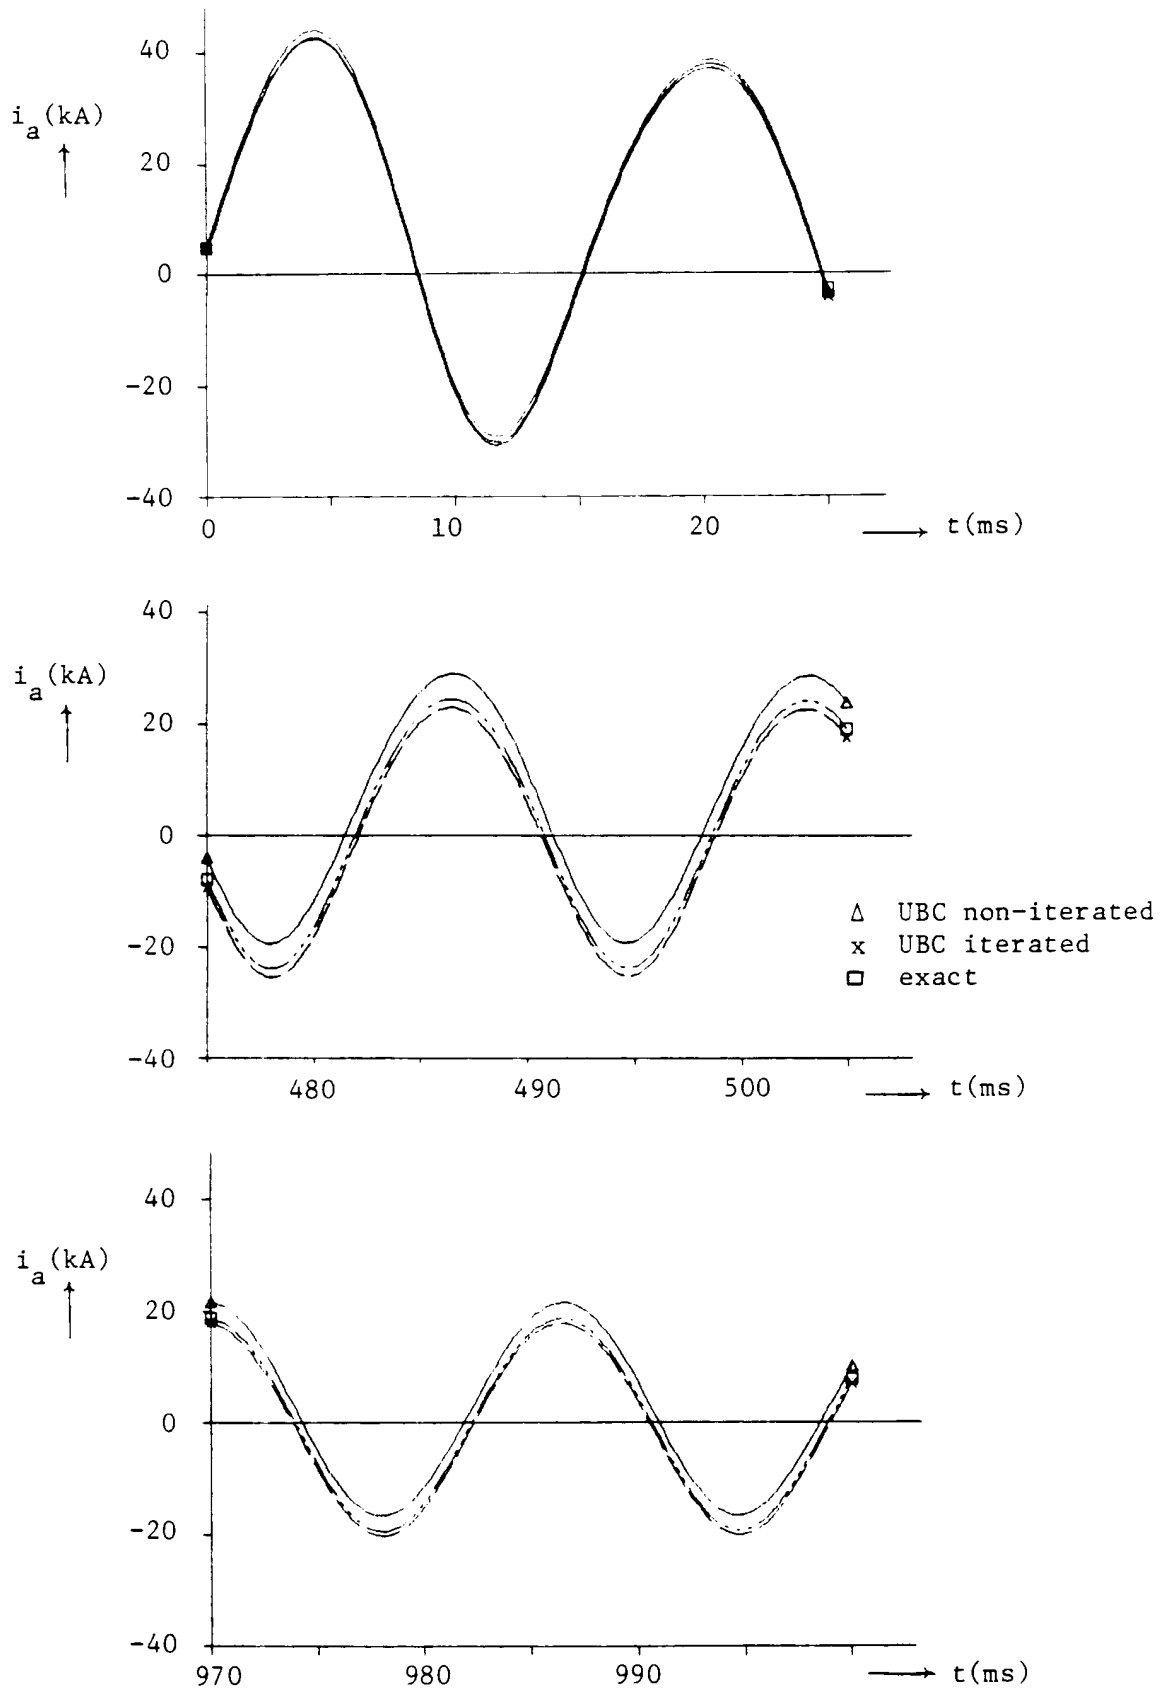 40
i_a(kA)
20
0
-20
-40
0 10 20 t(ms)
40
i_a(kA)
20
0
-20
-40
480 490 500 t(ms)
Δ UBC non-iterated
x UBC iterated
□ exact
40
i_a(kA)
20
0
-20
-40
970 980 990 t(ms)